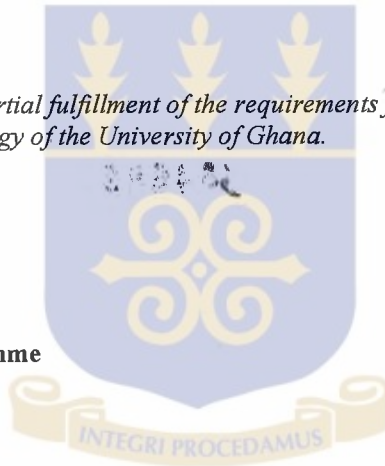 rtial fulfillment of the requirements
gy of the University of Ghana.
mme
INTEGRI PROCEDAMUS